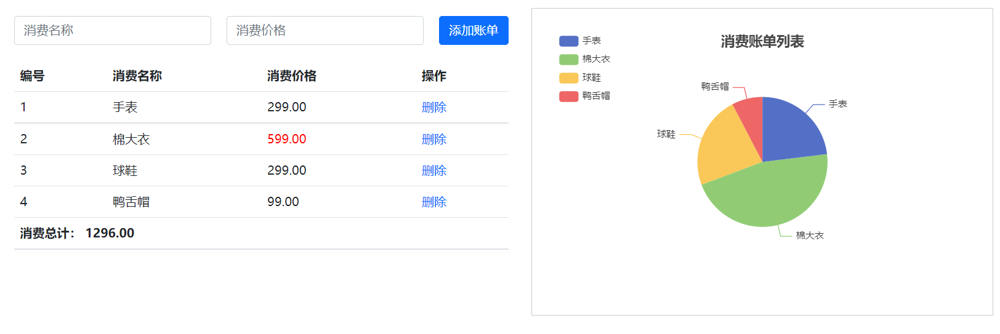 消费名称 消费价格 添加账单
编号 消费名称 消费价格 操作
1 手表 299.00 删除
2 棉大衣 599.00 删除
3 球鞋 299.00 删除
4 鸭舌帽 99.00 删除
消费总计： 1296.00
消费账单列表
手表
棉大衣
球鞋
鸭舌帽
鸭舌帽
手表
球鞋
棉大衣